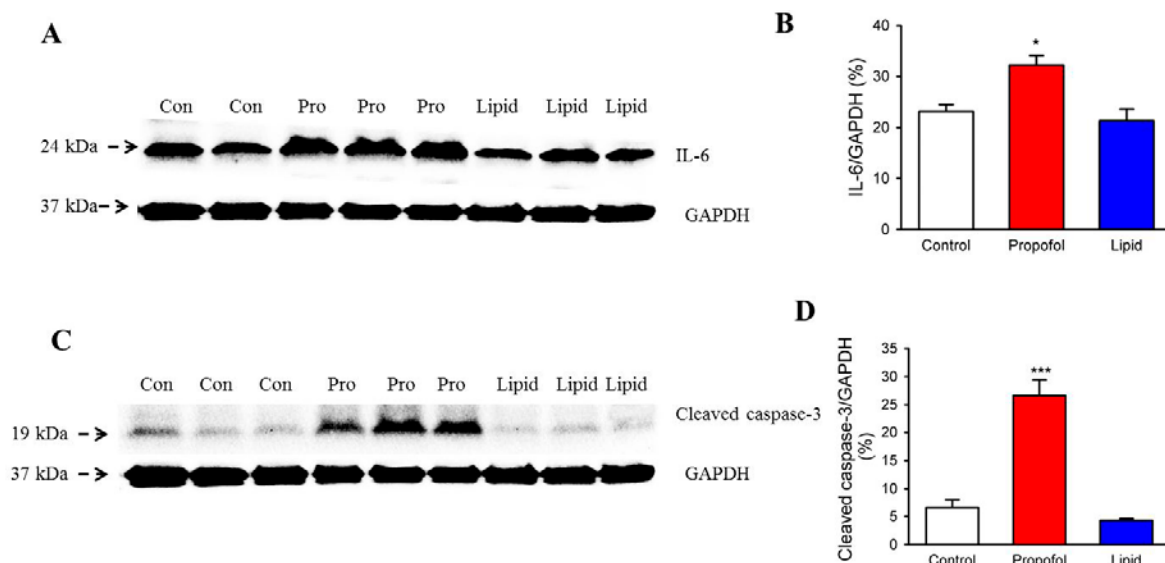 A
Con Con Pro Pro Pro Lipid Lipid Lipid
24 kDa
IL-6
37 kDa
GAPDH
B
IL-6/GAPDH (%)
40
30
20
10
0
*
Control Propofol Lipid
C
Con Con Con Pro Pro Pro Lipid Lipid Lipid
Cleaved caspase-3
19 kDa
37 kDa
GAPDH
D
Cleaved caspase-3/GAPDH
(%)
35
30
25
20
15
10
5
0
***
Control Propofol Lipid